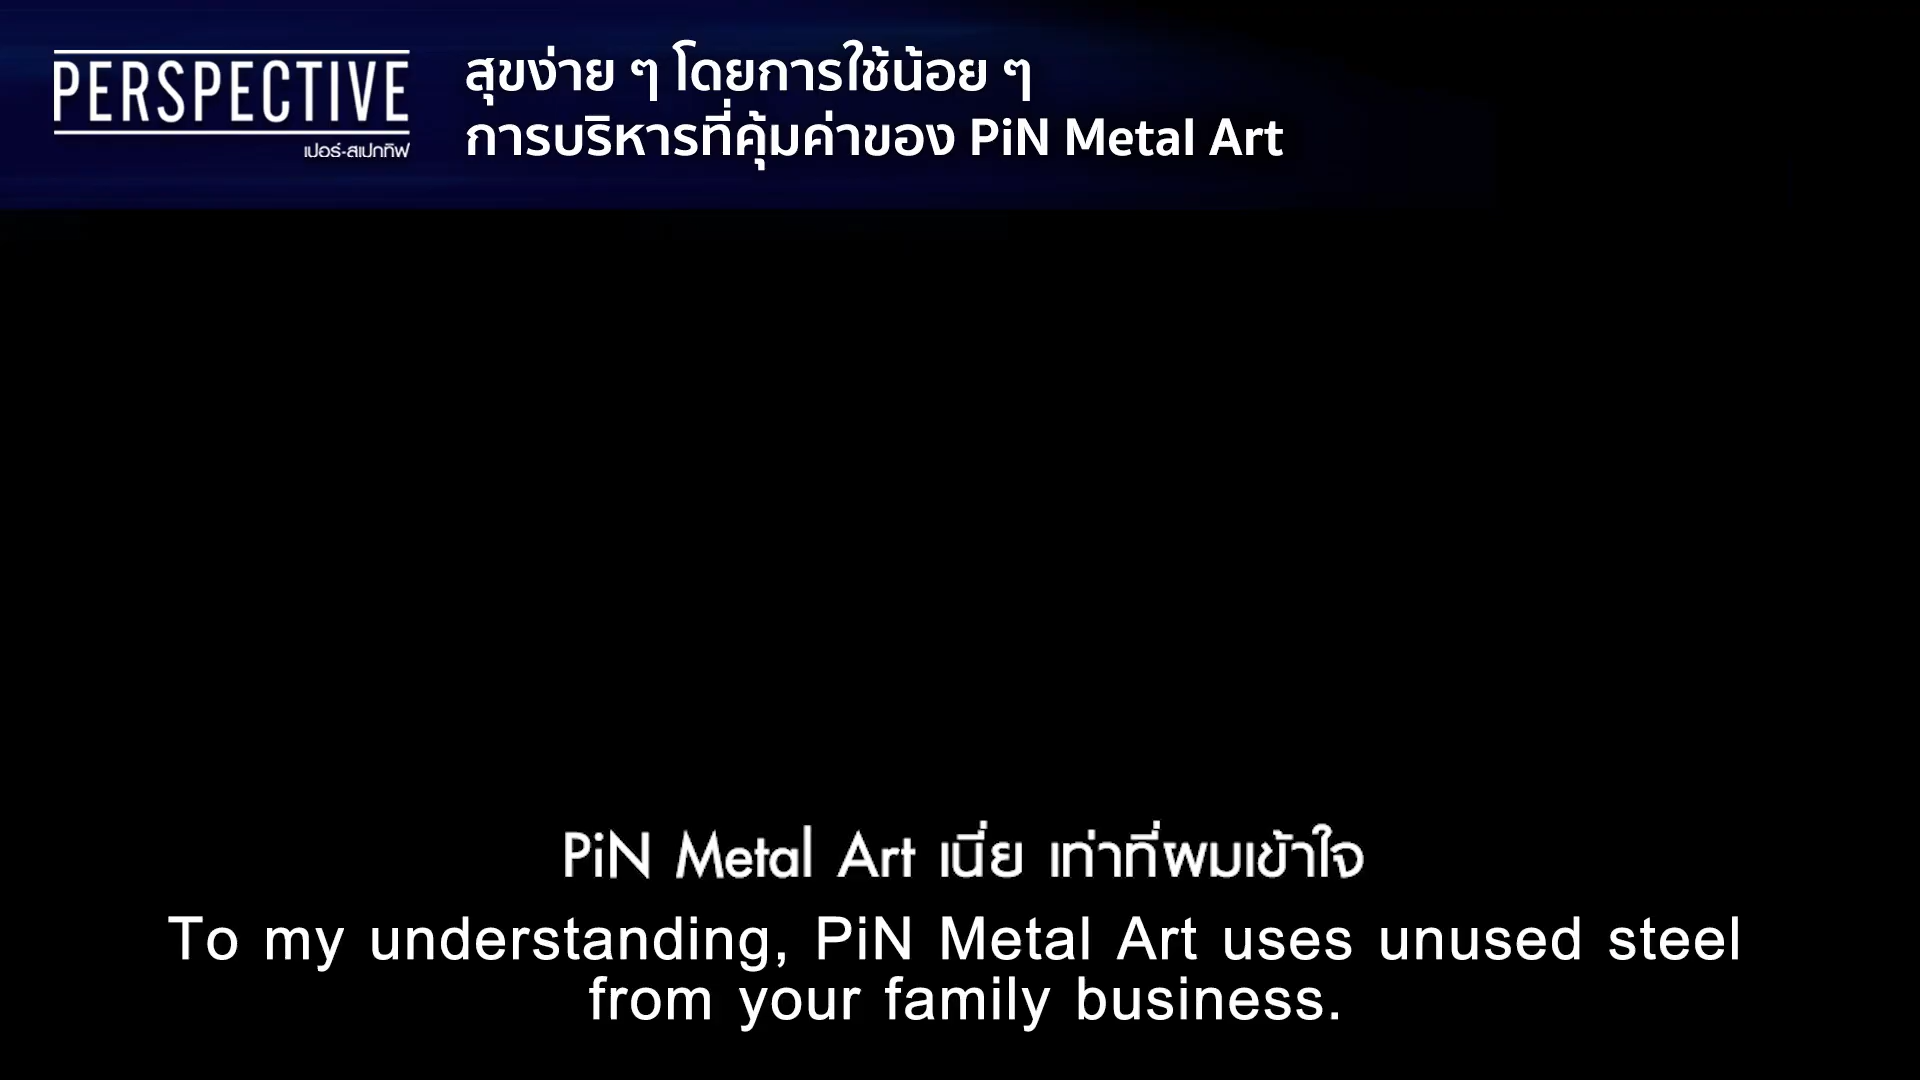 PERSPECTIVE
เปอร์-สเปกทิฟ
สุขง่าย ๆ โดยการใช้น้อย ๆ
การบริหารที่คุ้มค่าของ PiN Metal Art
PiN Metal Art เนี่ย เท่าที่ผมเข้าใจ
To my understanding, PiN Metal Art uses unused steel
from your family business.